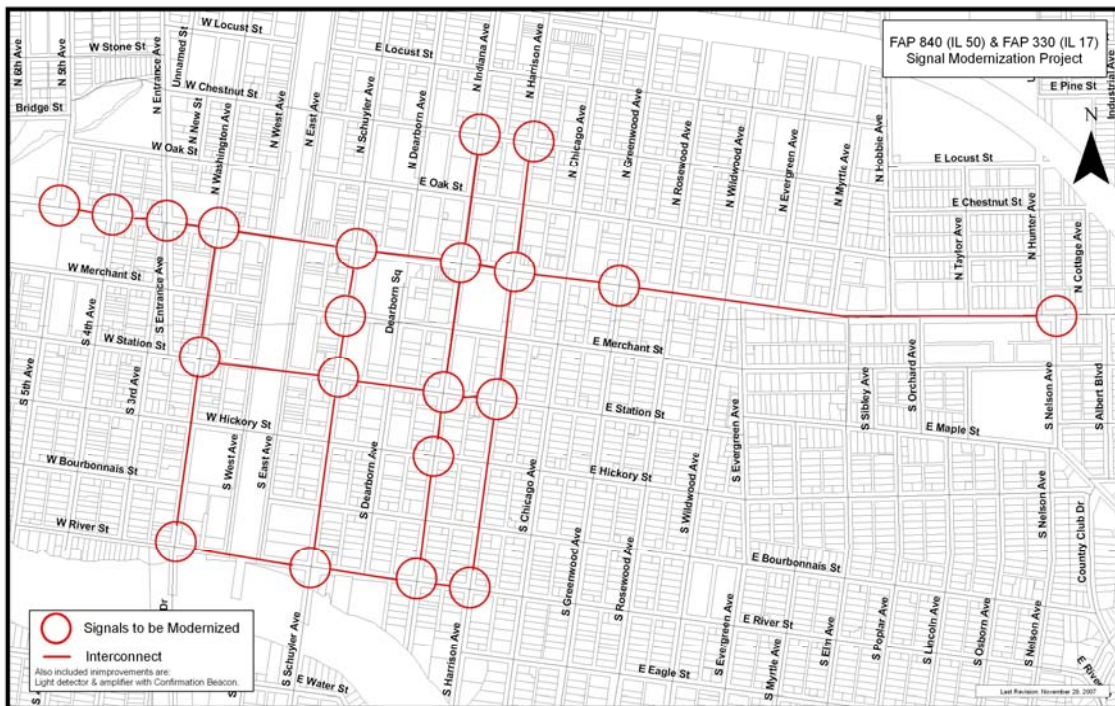 FAP 840 (IL 50) & FAP 330 (IL 17)
Signal Modernization Project
N
W Locust St
W Stone St
E Locust St
W Chestnut St
Bridge St
W Oak St
E Oak St
E Pine St
E Locust St
E Chestnut St
N 6th Ave
N 5th Ave
N Entrance Ave
Unnamed St
N New St
N Washington Ave
N West Ave
N East Ave
N Schuyler Ave
N Dearborn Ave
N Indiana Ave
N Harrison Ave
N Chicago Ave
N Greenwood Ave
N Rosewood Ave
N Wildwood Ave
N Evergreen Ave
N Myrtle Ave
N Hobbie Ave
N Taylor Ave
N Hunter Ave
N Cottage Ave
Industrial Ave
W Merchant St
S Entrance Ave
Dearborn Sq
E Merchant St
W Station St
S 5th Ave
S 4th Ave
S 3rd Ave
E Station St
S Sibley Ave
S Orchard Ave
S Nelson Ave
S Albert Blvd
E Maple St
W Hickory St
E Hickory St
W Bourbonnais St
S West Ave
S East Ave
S Dearborn Ave
S Chicago Ave
S Wildwood Ave
S Evergreen Ave
S Nelson Ave
Country Club Dr
W River St
E Bourbonnais St
S Greenwood Ave
S Rosewood Ave
E River St
S Schuyler Ave
S Harrison Ave
S Evergreen Ave
S Myrtle Ave
S Elm Ave
S Poplar Ave
S Lincoln Ave
S Osborn Ave
S Nelson Ave
E River
E Eagle St
E Water St
Dr
Signals to be Modernized
Interconnect
Also included inimprovements are:
Light detector & amplifier with Confirmation Beacon.
Last Revision: November 29, 2007